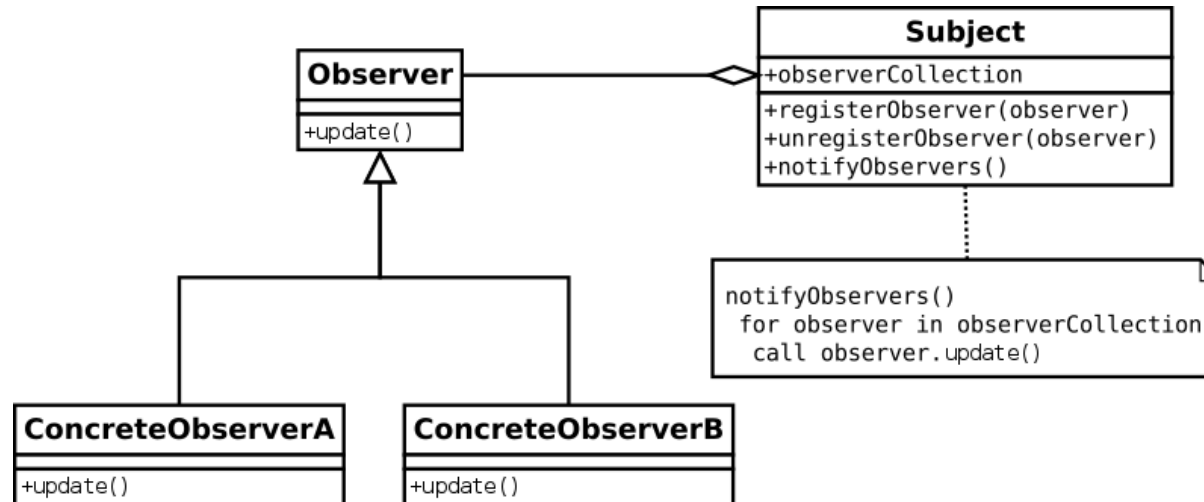 Observer
+update()
Subject
+observerCollection
+registerObserver(observer)
+unregisterObserver(observer)
+notifyObservers()
notifyObservers()
for observer in observerCollection
call observer.update()
ConcreteObserverA
+update()
ConcreteObserverB
+update()